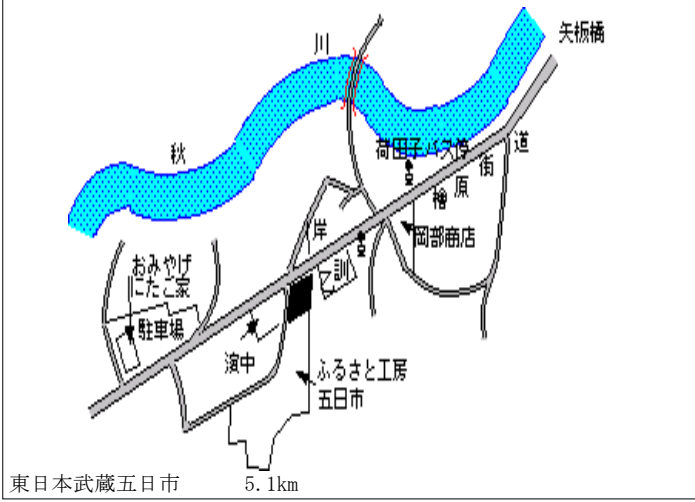 矢板橋
川
秋
荷田子バス停
檜原街道
岡部商店
岸
訓
おみやげ
こたご家
駐車場
濱中
ふるさと工房
五日市
東日本武蔵五日市 5.1km